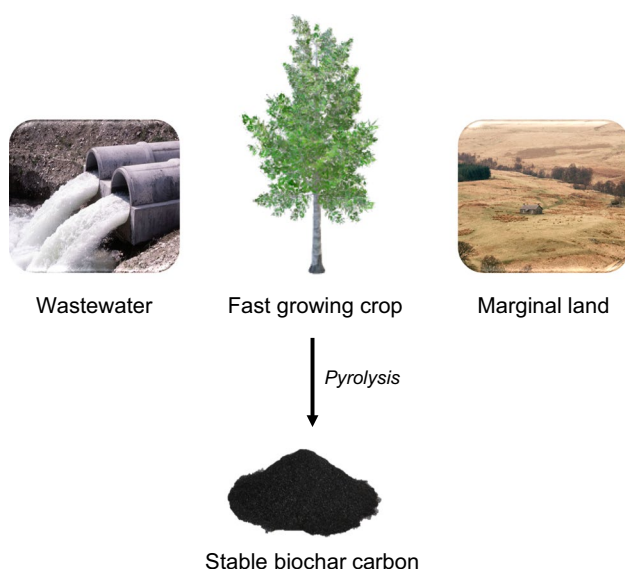 Wastewater
Fast growing crop
Marginal land
Pyrolysis
Stable biochar carbon